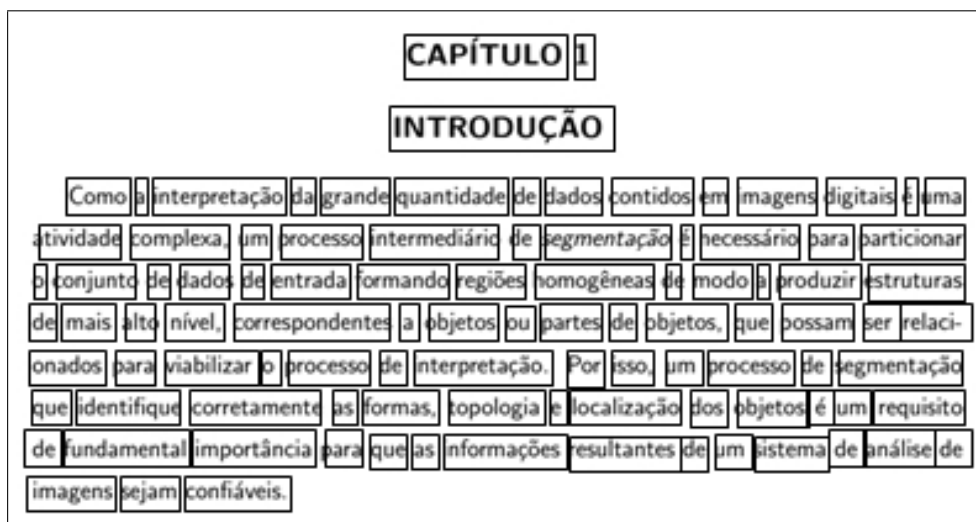 CAPÍTULO 1
INTRODUÇÃO
Como a interpretação da grande quantidade de dados contidos em imagens digitais é uma
atividade complexa, um processo intermediário de segmentação é necessário para particionar
o conjunto de dados de entrada formando regiões homogêneas de modo a produzir estruturas
de mais alto nível, correspondentes a objetos ou partes de objetos, que possam ser relaci-
onados para viabilizar o processo de interpretação. Por isso, um processo de segmentação
que identifique corretamente as formas, topologia e localização dos objetos é um requisito
de fundamental importância para que as informações resultantes de um sistema de análise de
imagens sejam confiáveis.